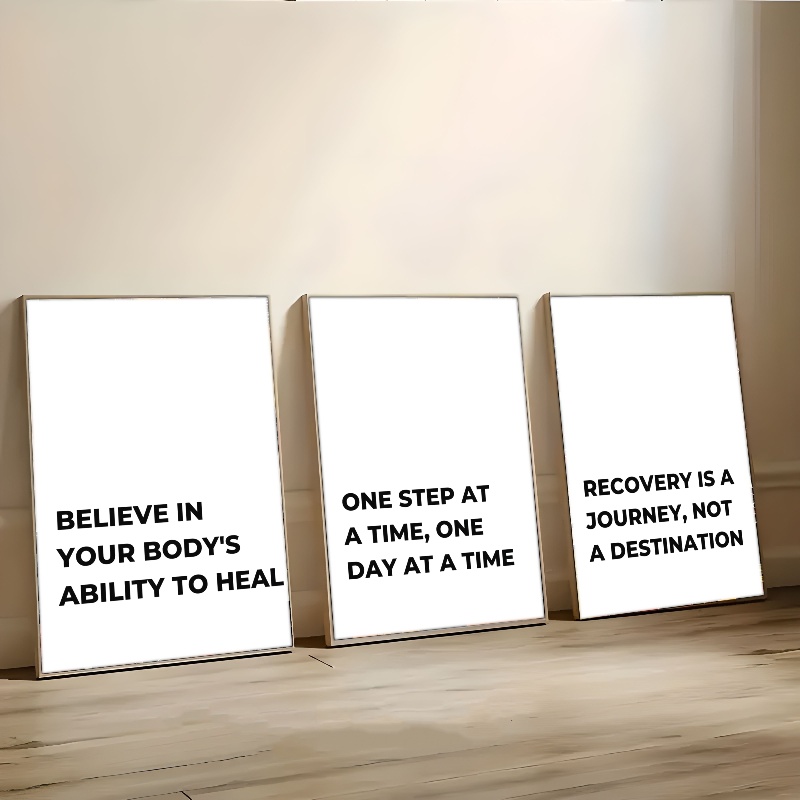 BELIEVE IN
YOUR BODY'S
ABILITY TO HEAL
ONE STEP AT
A TIME, ONE
DAY AT A TIME
RECOVERY IS A
JOURNEY, NOT
A DESTINATION